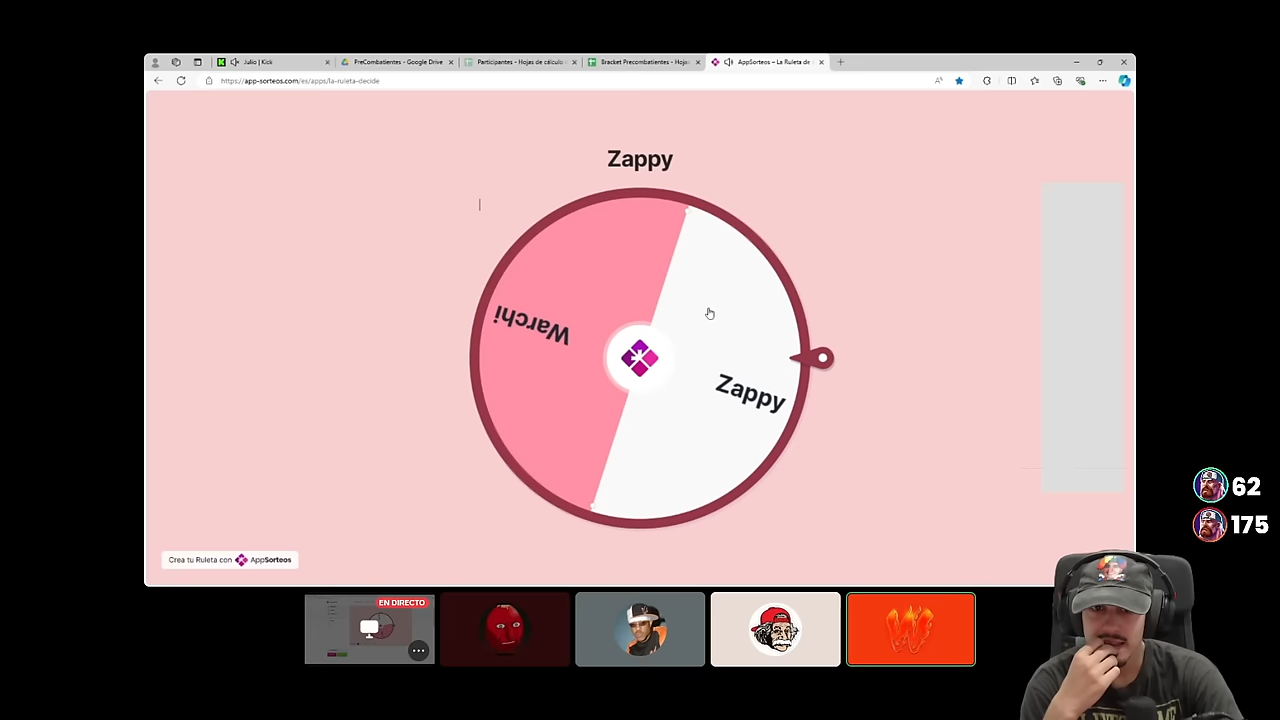 Julio | Kick
PreCombatientes - Google Drive
Participantes - Hojas de cálculo
Bracket Precombatientes - Hojas
AppSorteos – La Ruleta de
https://app-sorteos.com/es/apps/la-ruleta-decide
Zappy
Warchi
Zappy
Crea tu Ruleta con AppSorteos
EN DIRECTO
62
175